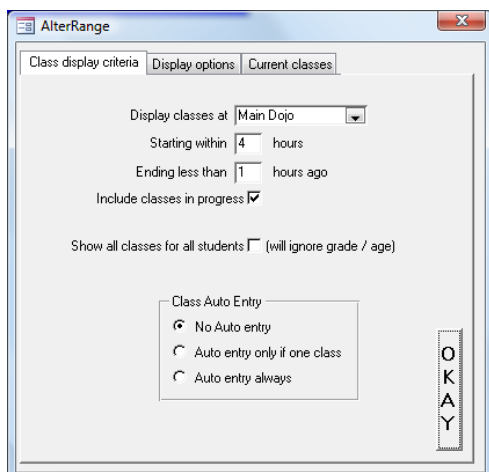 AlterRange
Class display criteria Display options Current classes
Display classes at Main Dojo
Starting within 4 hours
Ending less than 1 hours ago
Include classes in progress
Show all classes for all students (will ignore grade / age)
Class Auto Entry
No Auto entry
Auto entry only if one class
Auto entry always
OKAY